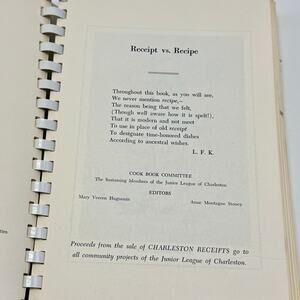 Receipt vs. Recipe
Throughout this book, as you will see,
We never mention recipe,—
The reason being that we felt,
(Though well aware how it is spelt!),
That it is modern and not meet
To use in place of old receipt
To designate time-honored dishes
According to ancestral wishes.
L. F. K.
COOK BOOK COMMITTEE
The Sustaining Members of the Junior League of Charleston
EDITORS
Mary Vereen Huguenin
Anne Montague Stoney
Proceeds from the sale of CHARLESTON RECEIPTS go to
all community projects of the Junior League of Charleston.